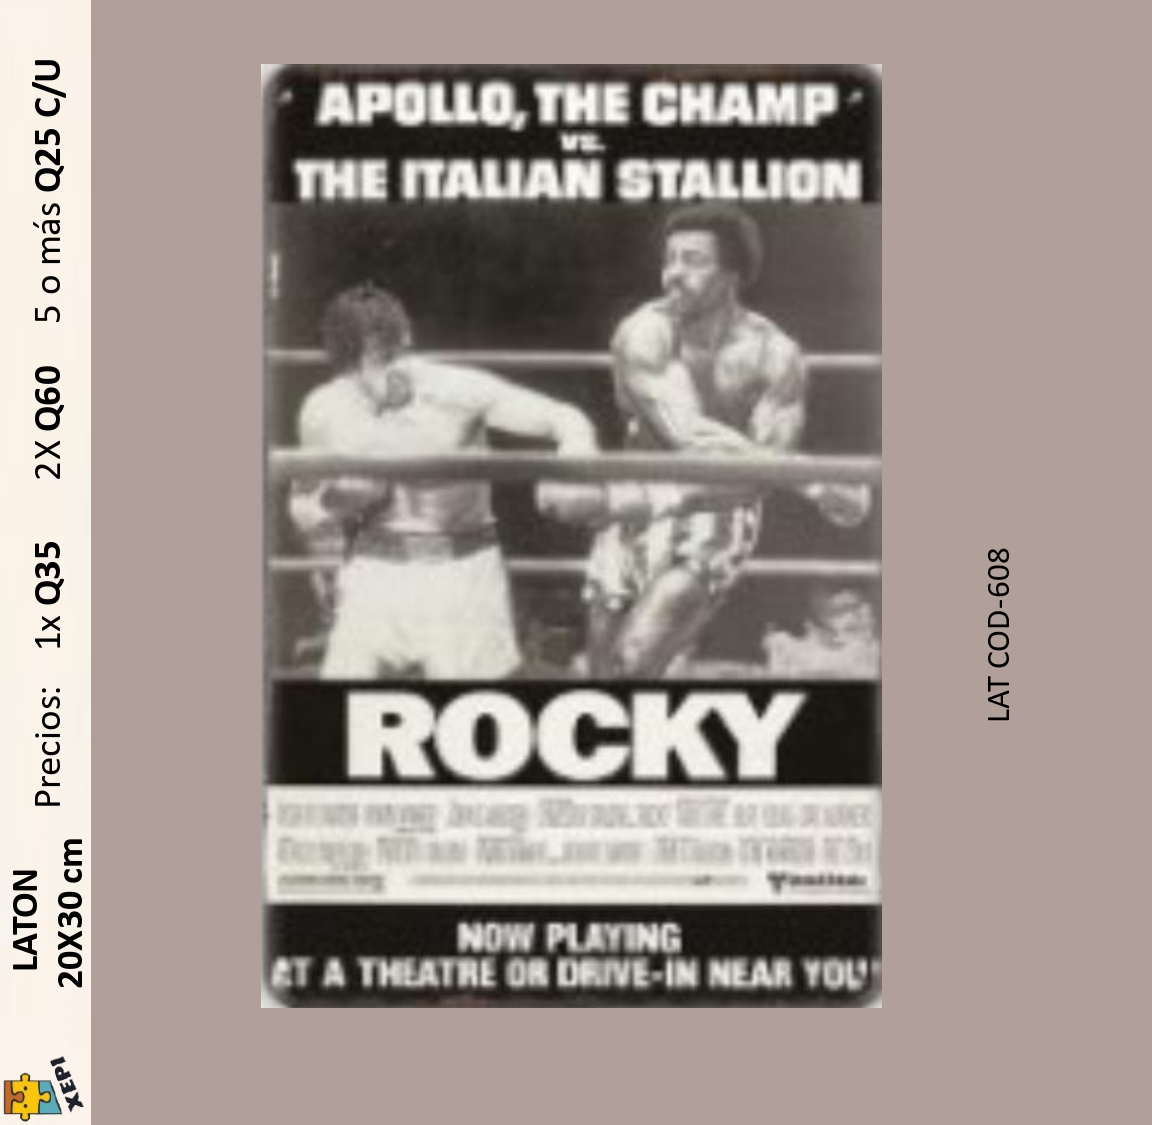 LATON
20X30 cm
Precios: 1x Q35 2X Q60 5 o más Q25 C/U
XEPI
APOLLO, THE CHAMP
vs.
THE ITALIAN STALLION
ROCKY
NOW PLAYING
AT A THEATRE OR DRIVE-IN NEAR YOU
LAT COD-608